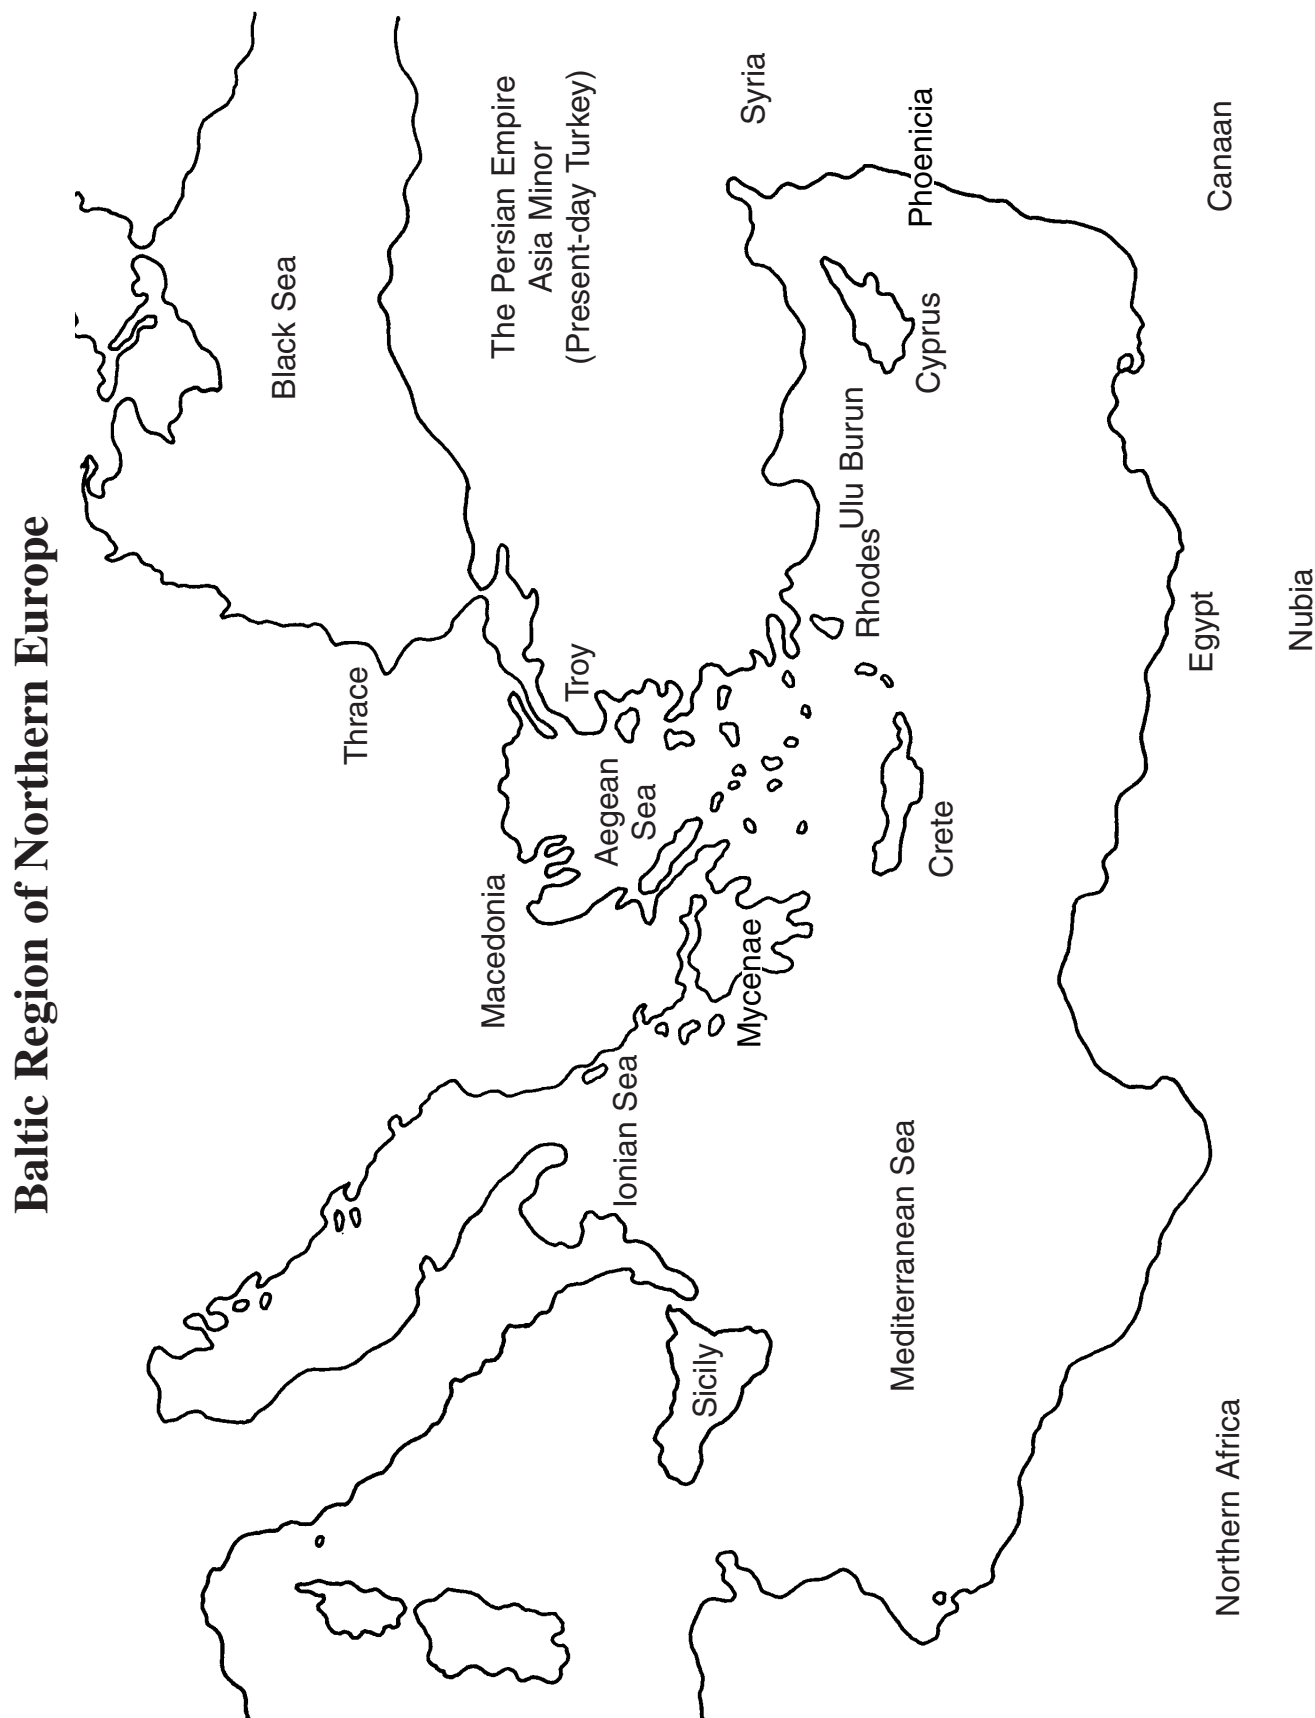 Baltic Region of Northern Europe
Black Sea
Thrace
The Persian Empire
Asia Minor
(Present-day Turkey)
Macedonia
Troy
Aegean
Sea
Ionian Sea
Mycenae
Sicily
Syria
Ulu Burun
Rhodes
Phoenicia
Cyprus
Crete
Mediterranean Sea
Canaan
Egypt
Northern Africa
Nubia